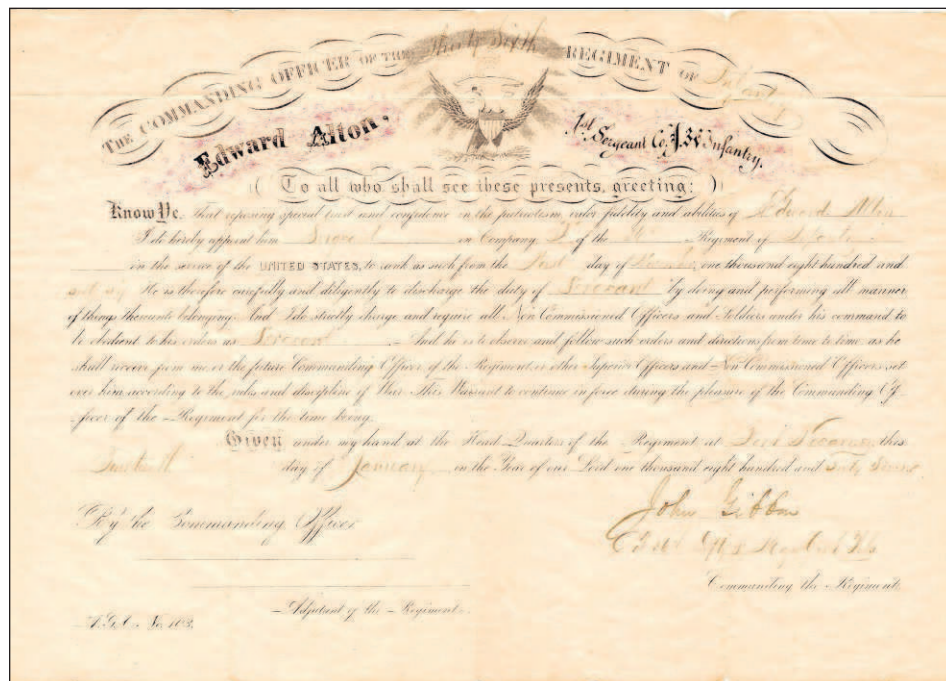 THE COMMANDING OFFICER OF THE Thirty Sixth REGIMENT OF Infantry
Edward Alton. 1st Sergeant Co. 36 Infantry.
To all who shall see these presents, greeting:
Know Ye, That reposing special trust and confidence in the patriotism, valor, fidelity and abilities of Edward Alton
I do hereby appoint him Sergeant in Company of the Regiment of Infantry
in the service of the UNITED STATES, to rank as such from the First day of one thousand eight hundred and
He is therefore carefully and diligently to discharge the duty of Sergeant by doing and performing all manner
of things thereunto belonging. And I do strictly charge and require all Non Commissioned Officers and Soldiers under his command to
be obedient to his orders as Sergeant. And he is to observe and follow such orders and directions from time to time, as he
shall receive from me, or the future Commanding Officer of the Regiment, or other Superior Officers and Non Commissioned Officers set
over him, according to the rules and discipline of War. This Warrant to continue in force during the pleasure of the Commanding Of-
ficer of the Regiment for the time being.
Given under my hand at the Head Quarters of the Regiment at Fort this
day of January in the Year of our Lord one thousand eight hundred and Sixty Seven
By the Commanding Officer.
John Gibbon
Commanding the Regiment.
Adjutant of the Regiment.
A.G.O. No. 103.